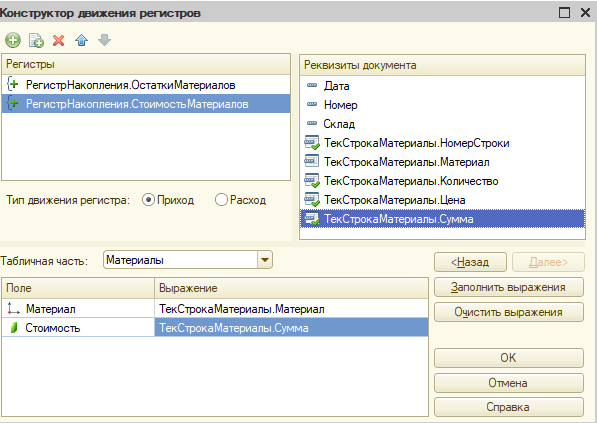 Конструктор движения регистров
Регистры
РегистрНакопления.ОстаткиМатериалов
РегистрНакопления.СтоимостьМатериалов
Тип движения регистра: Приход Расход
Реквизиты документа
Дата
Номер
Склад
ТекСтрокаМатериалы.НомерСтроки
ТекСтрокаМатериалы.Материал
ТекСтрокаМатериалы.Количество
ТекСтрокаМатериалы.Цена
ТекСтрокаМатериалы.Сумма
Табличная часть: Материалы
<Назад Далее>
Поле Выражение
Материал ТекСтрокаМатериалы.Материал
Стоимость ТекСтрокаМатериалы.Сумма
Заполнить выражения
Очистить выражения
OK
Отмена
Справка